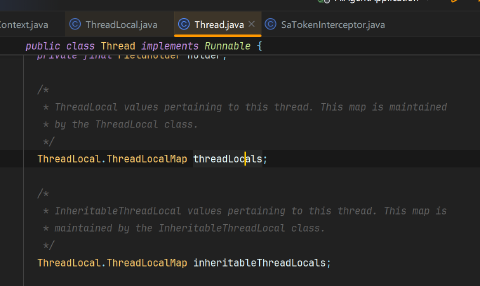 Context.java
ThreadLocal.java
Thread.java
SaTokenInterceptor.java
public class Thread implements Runnable {
private final FieldHolder holder;
/*
* ThreadLocal values pertaining to this thread. This map is maintained
* by the ThreadLocal class.
*/
ThreadLocal.ThreadLocalMap threadLocals;
/*
* InheritableThreadLocal values pertaining to this thread. This map is
* maintained by the InheritableThreadLocal class.
*/
ThreadLocal.ThreadLocalMap inheritableThreadLocals;